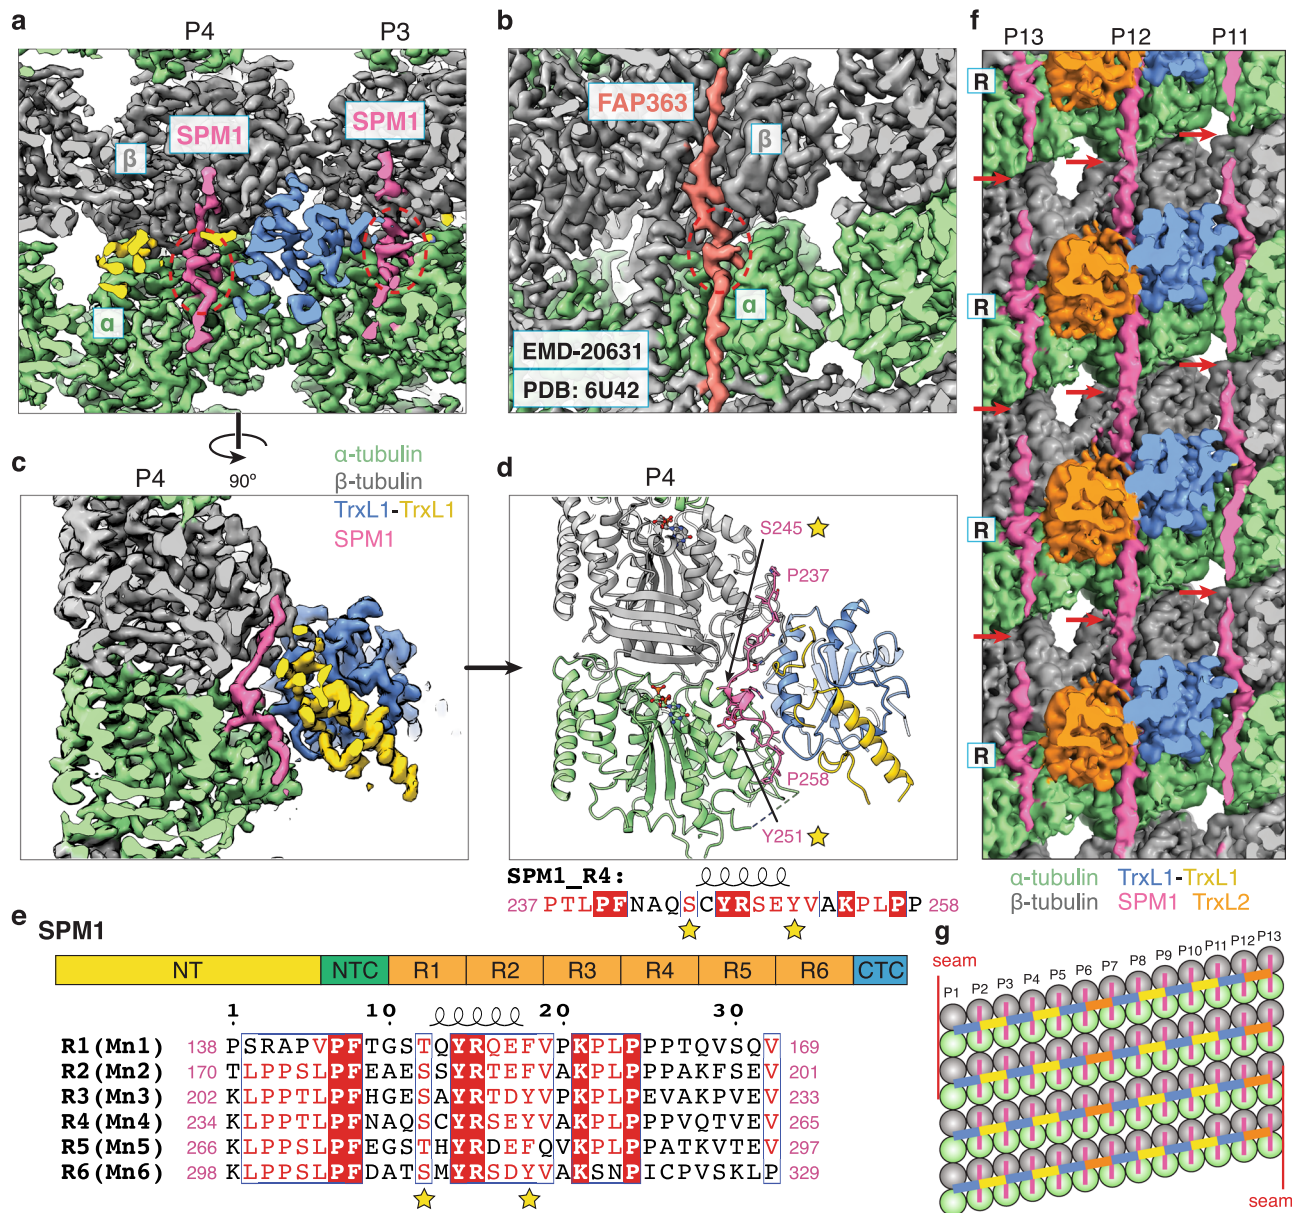 a
P4
P3
SPM1
SPM1
β
α
b
FAP363
β
α
EMD-20631
PDB: 6U42
f
P13
P12
P11
R
R
R
R
α-tubulin
TrxL1-TrxL1
β-tubulin
SPM1
TrxL2
c
P4
90º
α-tubulin
β-tubulin
TrxL1-TrxL1
SPM1
d
P4
S245
P237
P258
Y251
SPM1_R4:
237 PTLPFNAQSCYRSEYVAKPLPP 258
e
SPM1
NT NTC R1 R2 R3 R4 R5 R6 CTC
1 10 20 30
R1(Mn1) 138 PSRAPVPFTGSTQYRQEFVPKPLPPPTQVSQV 169
R2(Mn2) 170 TLPPSLPFEAESSYRTEFVAKPLPPPAKFSEV 201
R3(Mn3) 202 KLPPTLPFHGESAYRTDYVPKPLPEVAKPVEV 233
R4(Mn4) 234 KLPPTLPFNAQSCYRSEYVAKPLPPPVQTVEV 265
R5(Mn5) 266 KLPPSLPFEGSTHYRDEFQVKPLPPATKVTEV 297
R6(Mn6) 298 KLPPSLPFDATSMYRSDYVAKSNPICPVSKLP 329
g
seam
P1 P2 P3 P4 P5 P6 P7 P8 P9 P10 P11 P12 P13
seam